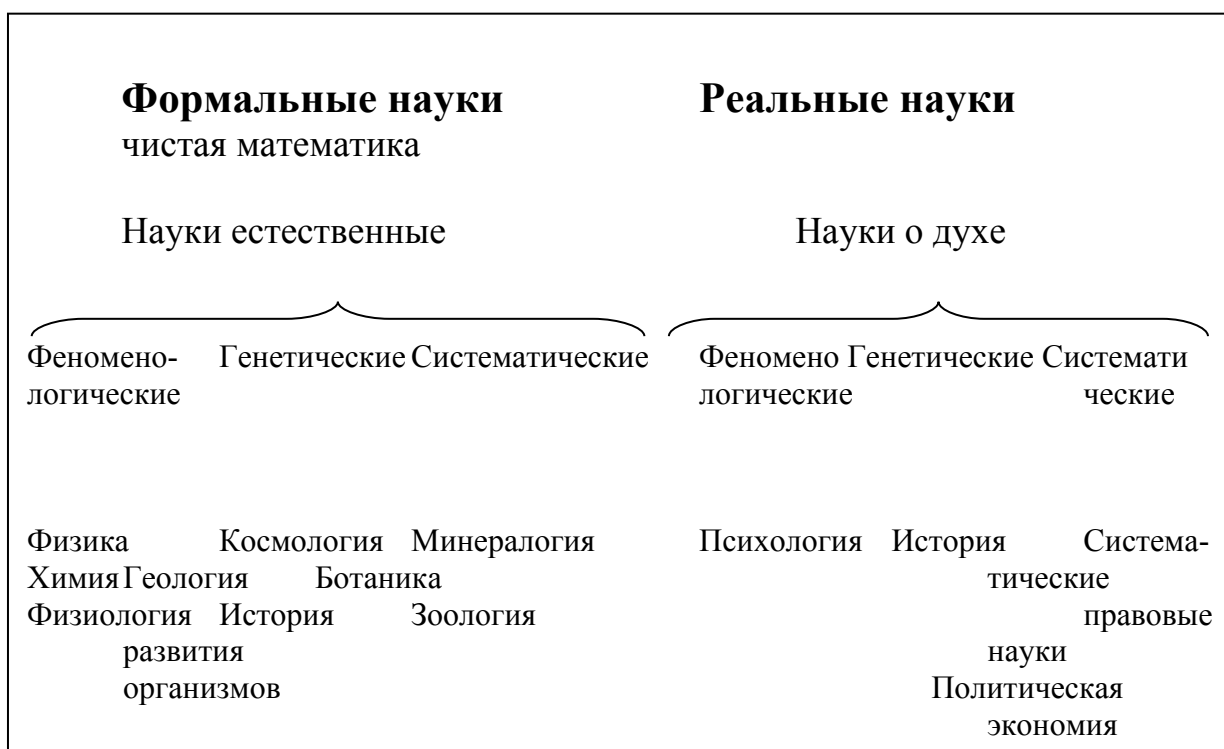 Формальные науки Реальные науки
чистая математика
Науки естественные Науки о духе
Феномено- Генетические Систематические Феномено Генетические Системати
логические логические ческие
Физика Космология Минералогия Психология История Систем­а-
Химия Геология Ботаника тические
Физиология История Зоология правовые
развития науки
организмов Политическая
экономия